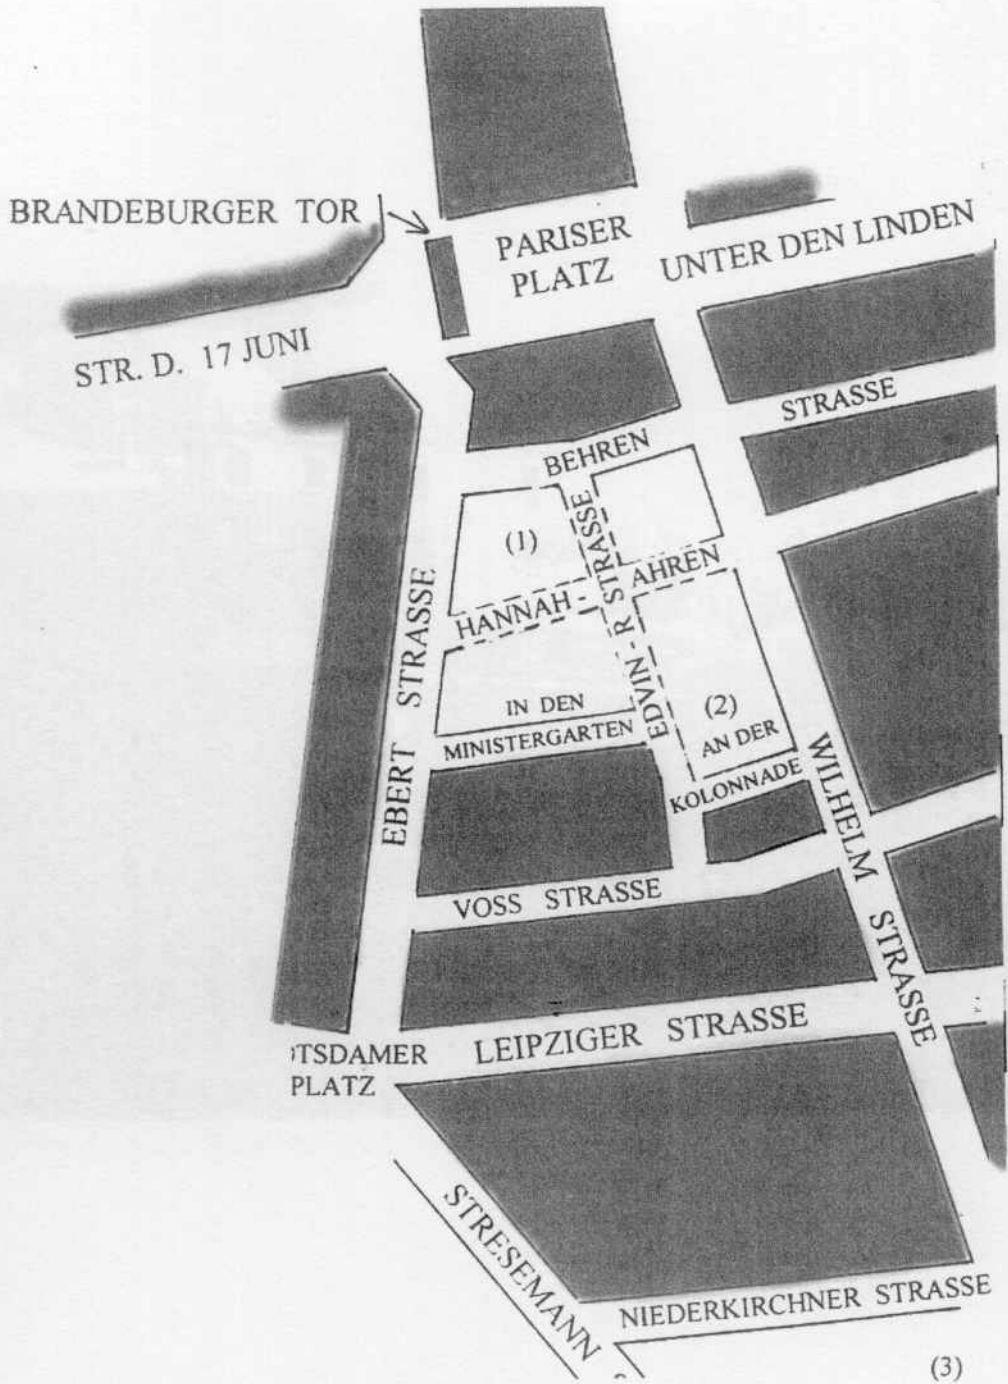 BRANDEBURGER TOR
PARISER
PLATZ
UNTER DEN LINDEN
STR. D. 17 JUNI
STRASSE
BEHREN
(1)
EDVIN - R STRASSE
HANNAH - AHREN
EBERT STRASSE
IN DEN
MINISTERGARTEN
(2)
AN DER
KOLONNADE
WILHELM STRASSE
VOSS STRASSE
LEIPZIGER STRASSE
TSDAMER
PLATZ
STRESEMANN
NIEDERKIRCHNER STRASSE
(3)